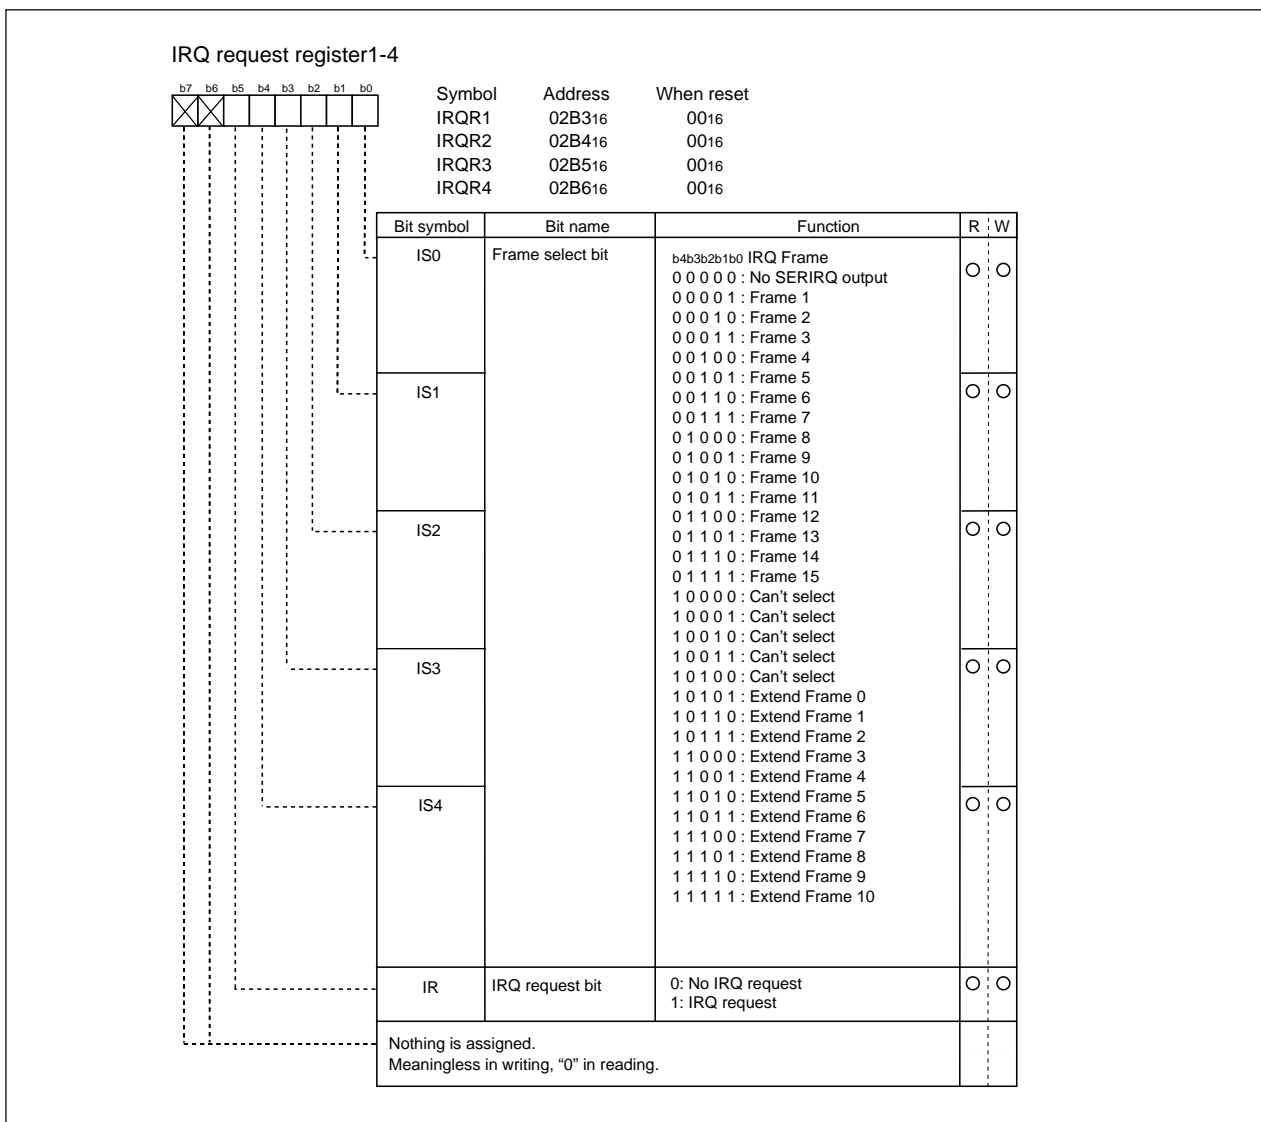 IRQ request register1-4
b7 b6 b5 b4 b3 b2 b1 b0
Symbol Address When reset
IRQR1 02B316 0016
IRQR2 02B416 0016
IRQR3 02B516 0016
IRQR4 02B616 0016
Bit symbol Bit name Function R W
IS0 Frame select bit b4b3b2b1b0 IRQ Frame
0 0 0 0 0 : No SERIRQ output
0 0 0 0 1 : Frame 1
0 0 0 1 0 : Frame 2
0 0 0 1 1 : Frame 3
0 0 1 0 0 : Frame 4
0 0 1 0 1 : Frame 5
IS1
0 0 1 1 0 : Frame 6
0 0 1 1 1 : Frame 7
0 1 0 0 0 : Frame 8
0 1 0 0 1 : Frame 9
0 1 0 1 0 : Frame 10
0 1 0 1 1 : Frame 11
0 1 1 0 0 : Frame 12
IS2
0 1 1 0 1 : Frame 13
0 1 1 1 0 : Frame 14
0 1 1 1 1 : Frame 15
1 0 0 0 0 : Can't select
1 0 0 0 1 : Can't select
1 0 0 1 0 : Can't select
1 0 0 1 1 : Can't select
IS3
1 0 1 0 0 : Can't select
1 0 1 0 1 : Extend Frame 0
1 0 1 1 0 : Extend Frame 1
1 0 1 1 1 : Extend Frame 2
1 1 0 0 0 : Extend Frame 3
1 1 0 0 1 : Extend Frame 4
1 1 0 1 0 : Extend Frame 5
IS4
1 1 0 1 1 : Extend Frame 6
1 1 1 0 0 : Extend Frame 7
1 1 1 0 1 : Extend Frame 8
1 1 1 1 0 : Extend Frame 9
1 1 1 1 1 : Extend Frame 10
IR IRQ request bit 0: No IRQ request
1: IRQ request
Nothing is assigned.
Meaningless in writing, “0” in reading.